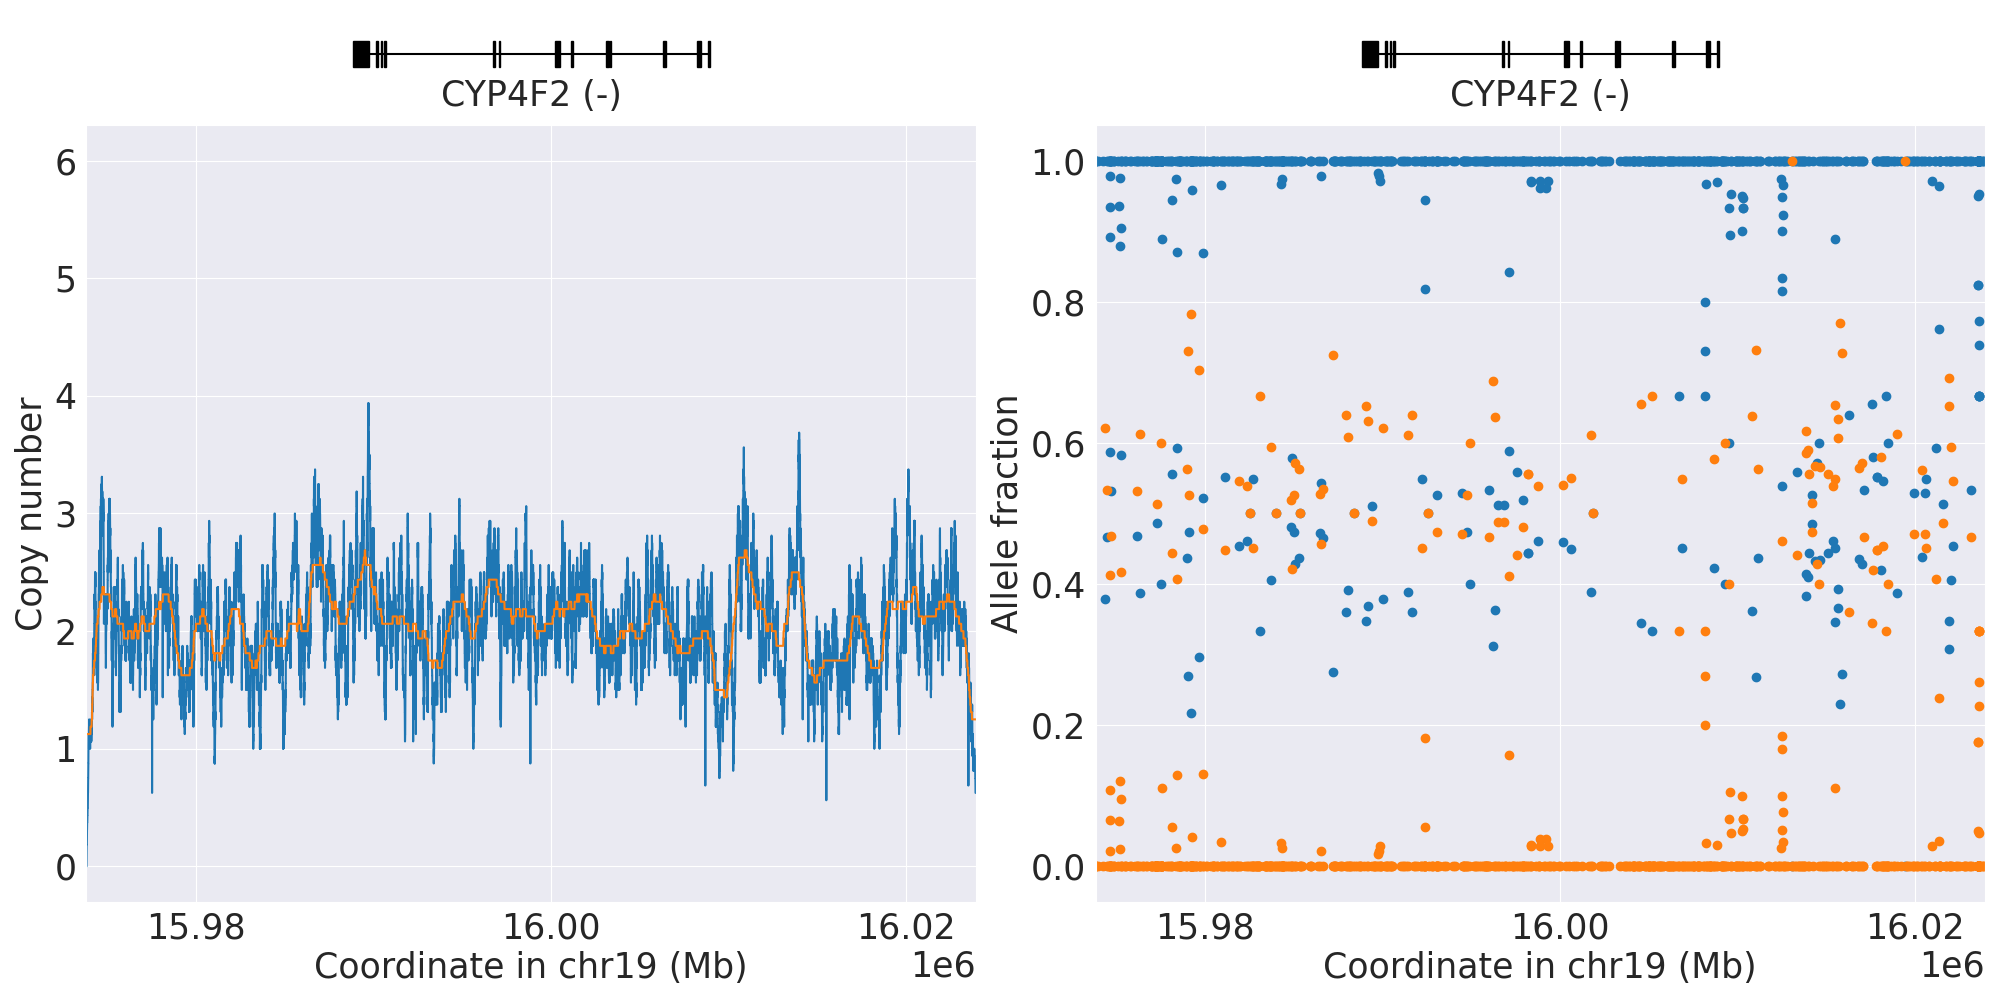 CYP4F2 (-)
6
5
4
3
2
1
0
Copy number
15.98 16.00 16.02
Coordinate in chr19 (Mb) 1e6
CYP4F2 (-)
1.0
0.8
0.6
0.4
0.2
0.0
Allele fraction
15.98 16.00 16.02
Coordinate in chr19 (Mb) 1e6